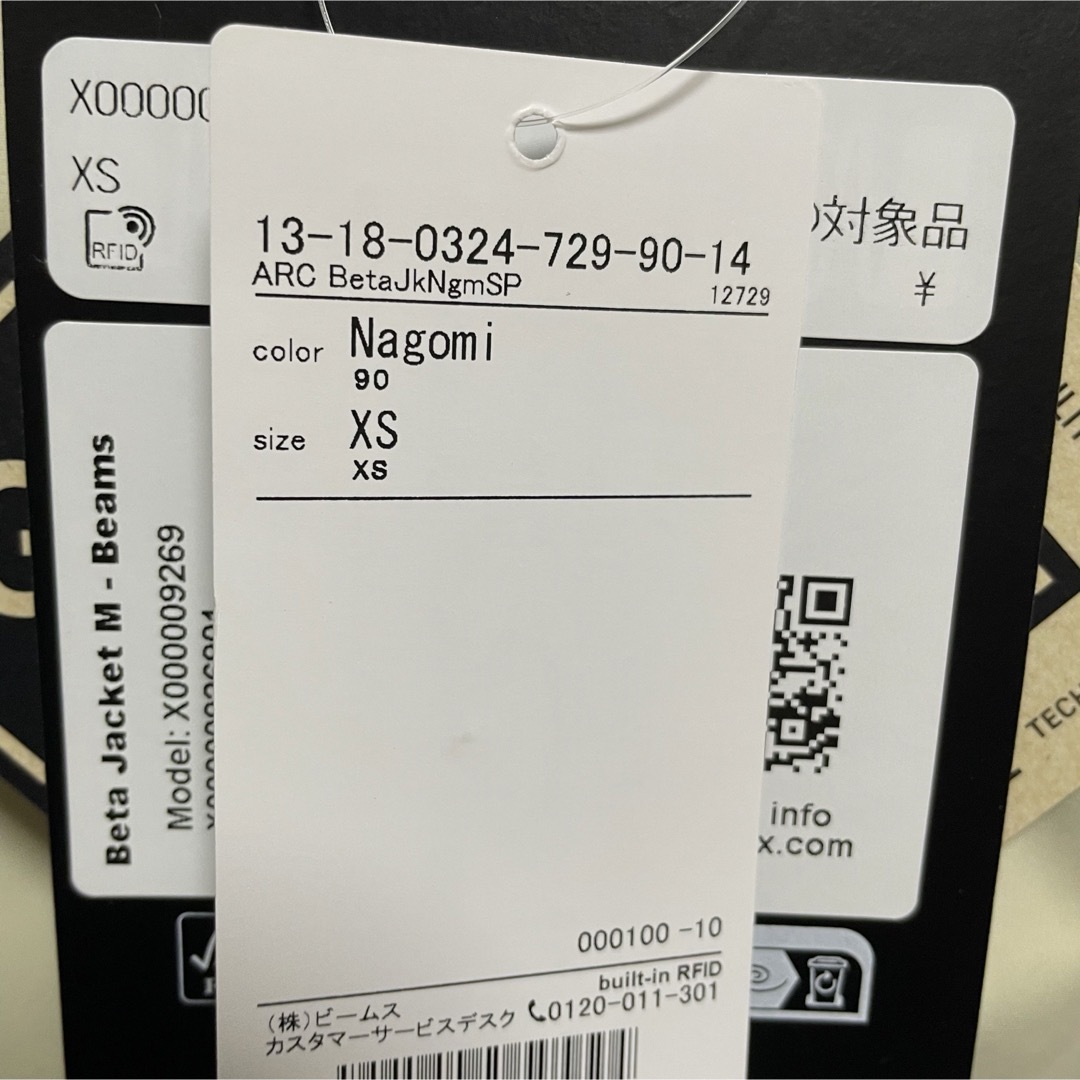 XS
RFID
対象品
¥
13-18-0324-729-90-14
ARC BetaJkNgmSP
12729
color Nagomi
90
size XS
XS
Beta Jacket M - Beams
Model: X000009269
info
x.com
TECH
000100 -10
built-in RFID
(株)ビームス
カスタマーサービスデスク 0120-011-301